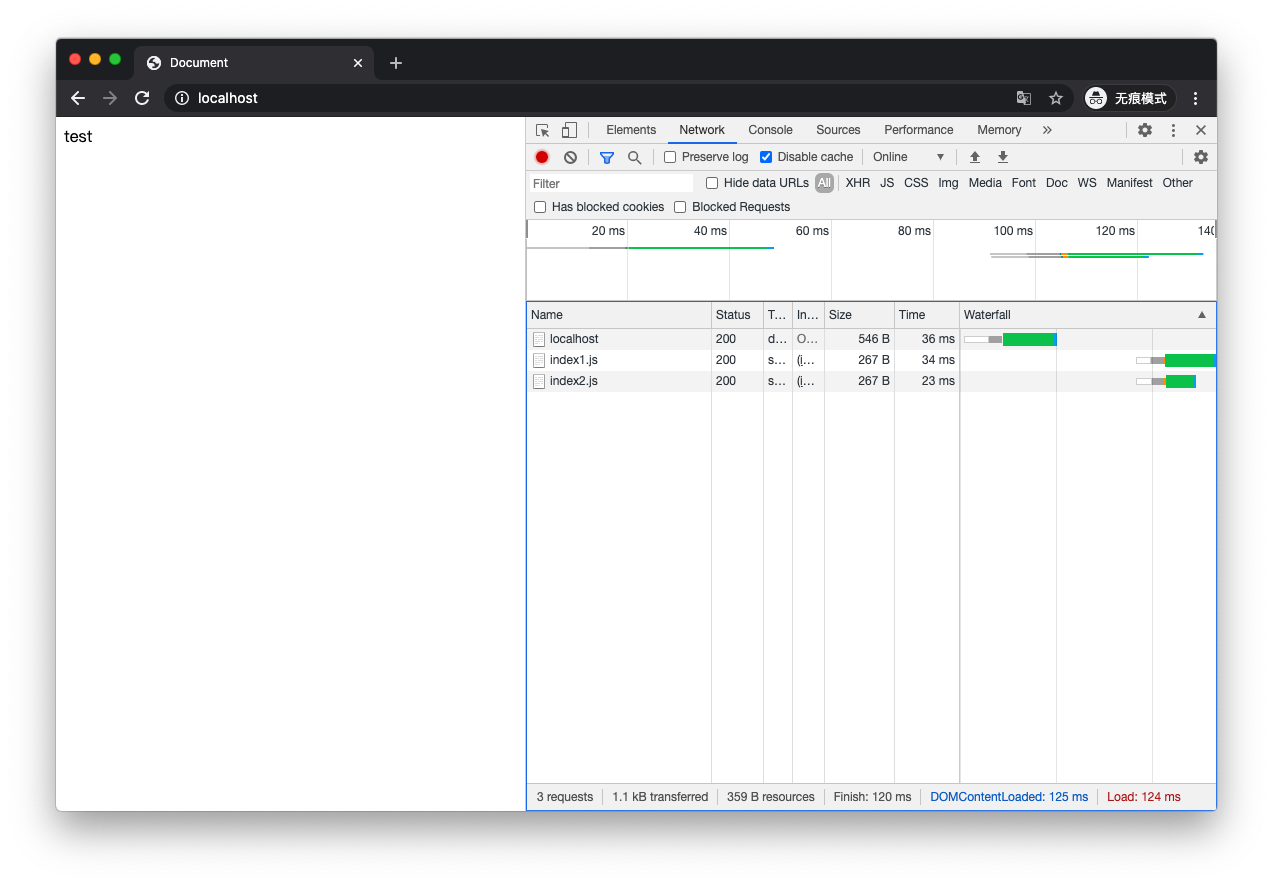 Document
localhost
无痕模式
test
Elements Network Console Sources Performance Memory
Preserve log Disable cache Online
Filter Hide data URLs All XHR JS CSS Img Media Font Doc WS Manifest Other
Has blocked cookies Blocked Requests
20 ms 40 ms 60 ms 80 ms 100 ms 120 ms 140
Name Status T... In... Size Time Waterfall
localhost 200 d... O... 546 B 36 ms
index1.js 200 s... (i... 267 B 34 ms
index2.js 200 s... (i... 267 B 23 ms
3 requests 1.1 kB transferred 359 B resources Finish: 120 ms DOMContentLoaded: 125 ms Load: 124 ms